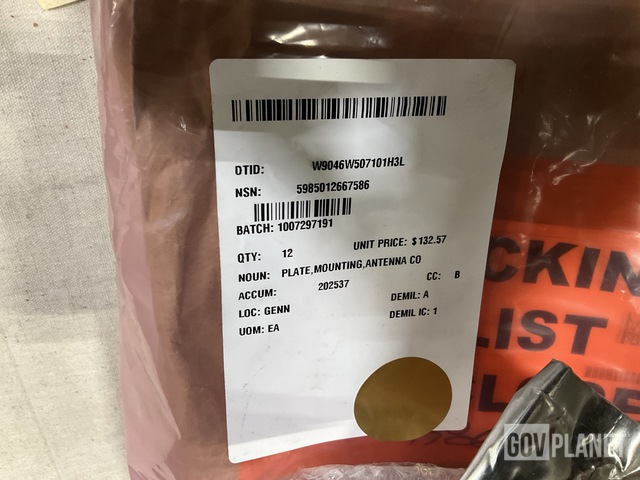 DTID: W9046W507101H3L
NSN: 5985012667586
BATCH: 1007297191
QTY: 12 UNIT PRICE: $132.57
NOUN: PLATE,MOUNTING,ANTENNA CO
CC: B
ACCUM: 202537
DEMIL: A
LOC: GENN
DEMIL IC: 1
UOM: EA
CKIN
LIST
GOVPLANET